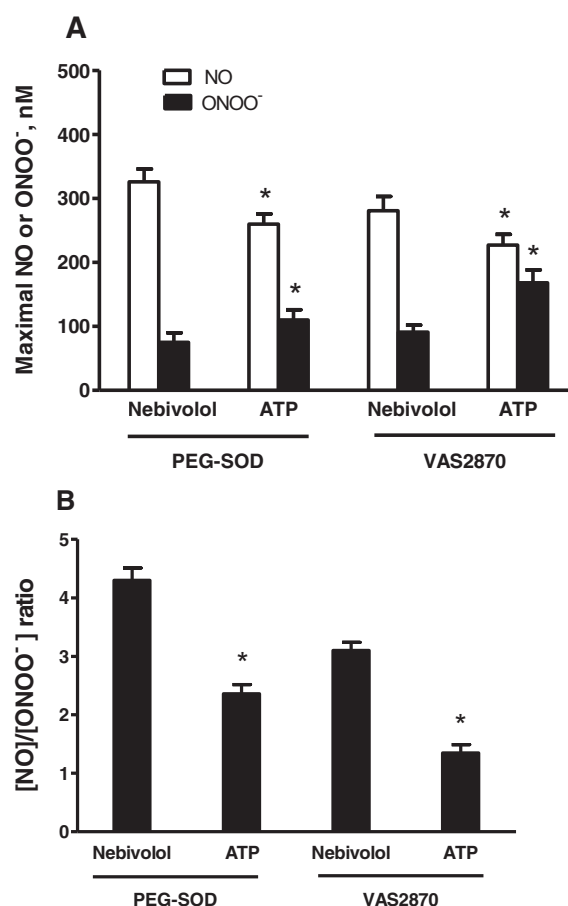 A
Maximal NO or ONOO⁻, nM
500
400
300
200
100
0
NO
ONOO⁻
*
*
*
*
Nebivolol ATP Nebivolol ATP
PEG-SOD VAS2870
B
[NO]/[ONOO⁻] ratio
5
4
3
2
1
0
*
*
Nebivolol ATP Nebivolol ATP
PEG-SOD VAS2870